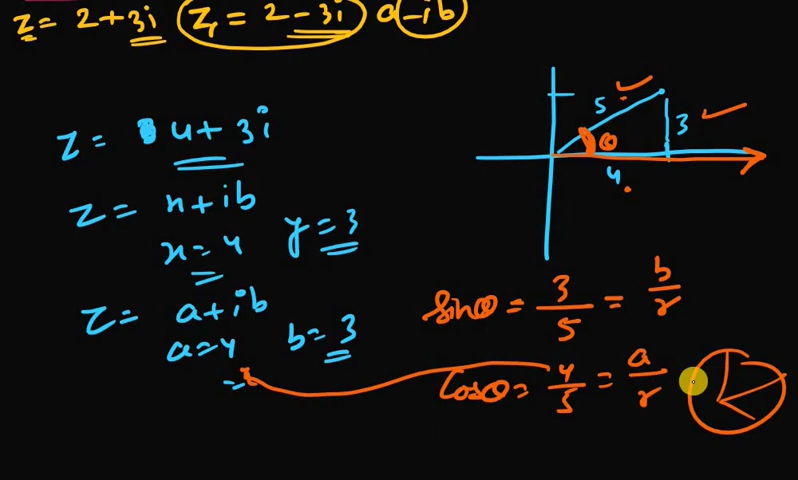 z = 2 + 3i z₁ = 2 - 3i a - ib
z = 4 + 3i
z = x + ib
x = 4 y = 3
z = a + ib
a = 4 b = 3
5
3
θ
4
sinθ = 3/5 = b/r
cosθ = 4/5 = a/r